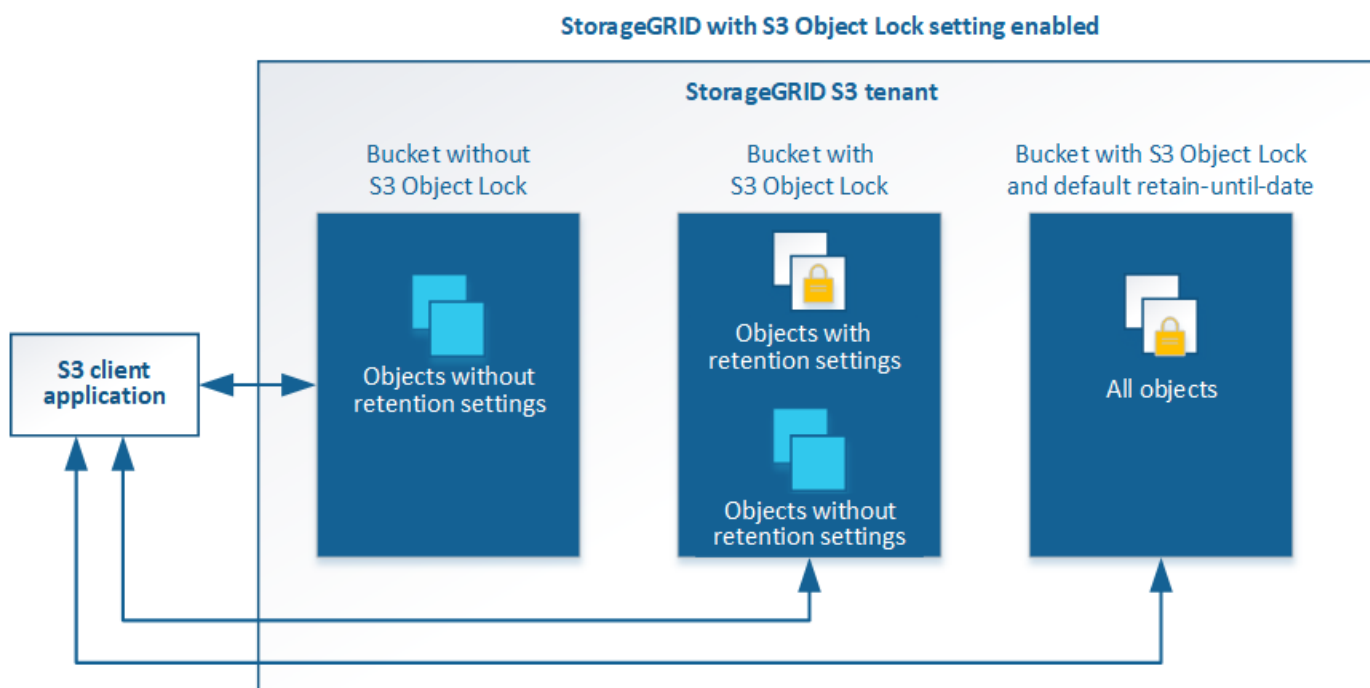 StorageGRID with S3 Object Lock setting enabled
StorageGRID S3 tenant
Bucket without
S3 Object Lock
Bucket with
S3 Object Lock
Bucket with S3 Object Lock
and default retain-until-date
S3 client
application
Objects without
retention settings
Objects with
retention settings
Objects without
retention settings
All objects